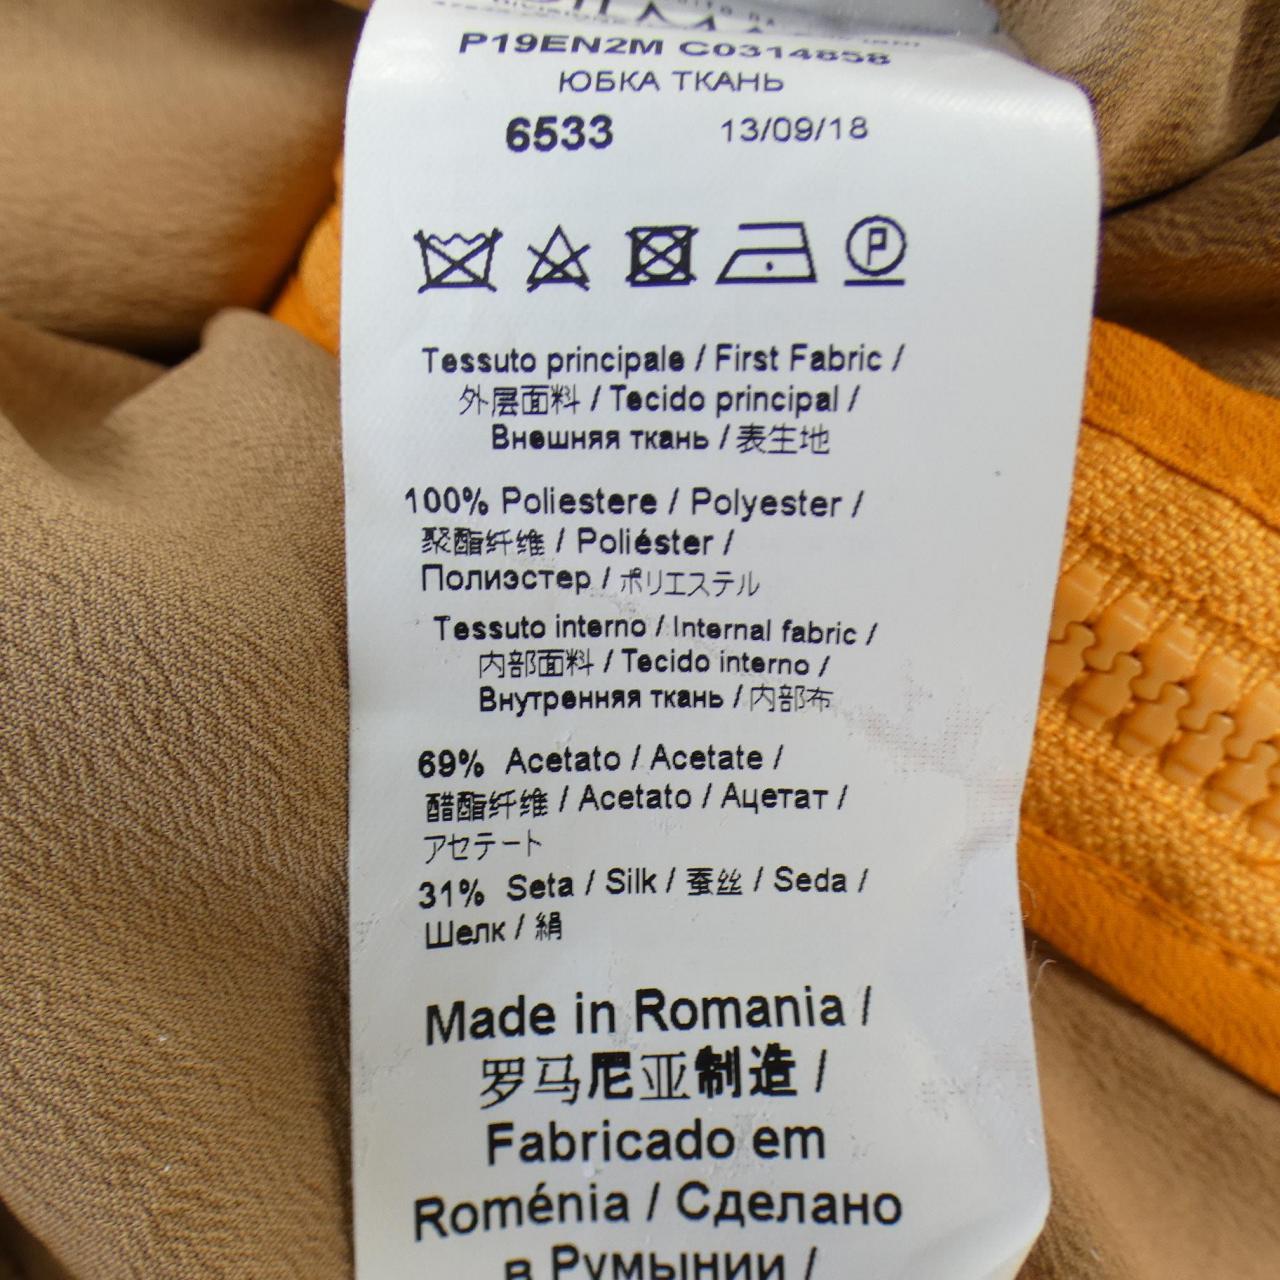 P19EN2M C0314858
ЮБКА ТКАНЬ
6533 13/09/18
P
Tessuto principale / First Fabric /
外层面料 / Tecido principal /
Внешняя ткань / 表生地
100% Poliestere / Polyester /
聚酯纤维 / Poliéster /
Полиэстер / ポリエステル
Tessuto interno / Internal fabric /
内部面料 / Tecido interno /
Внутренняя ткань / 内部布
69% Acetato / Acetate /
醋酯纤维 / Acetato / Ацетат /
アセテート
31% Seta / Silk / 蚕丝 / Seda /
Шелк / 絹
Made in Romania /
罗马尼亚制造 /
Fabricado em
Roménia / Сделано
в Румынии /